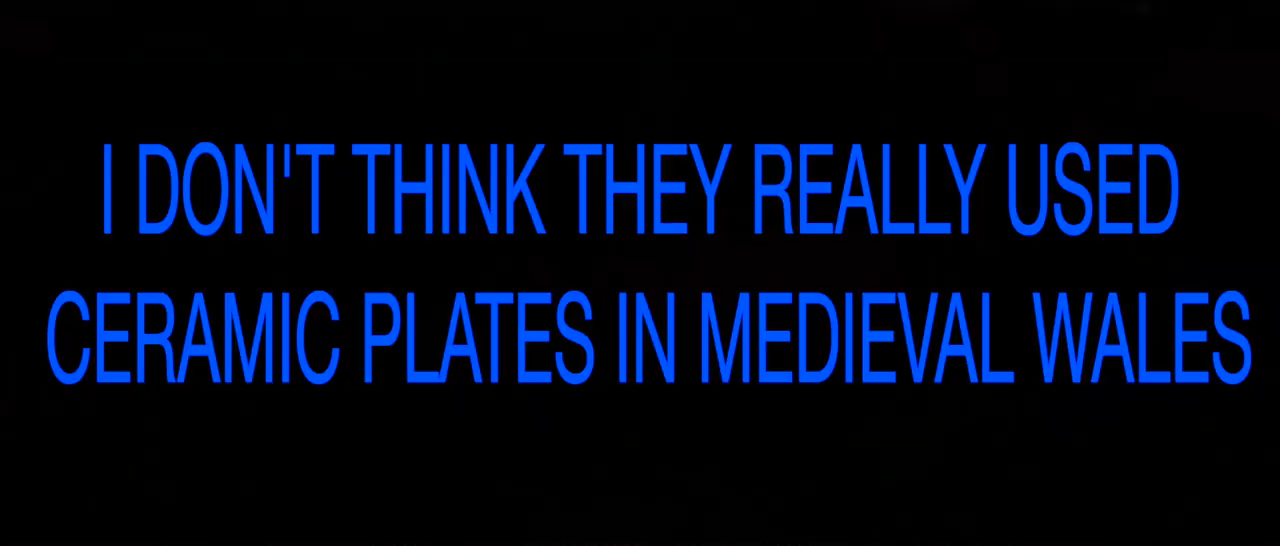 I DON'T THINK THEY REALLY USED
CERAMIC PLATES IN MEDIEVAL WALES